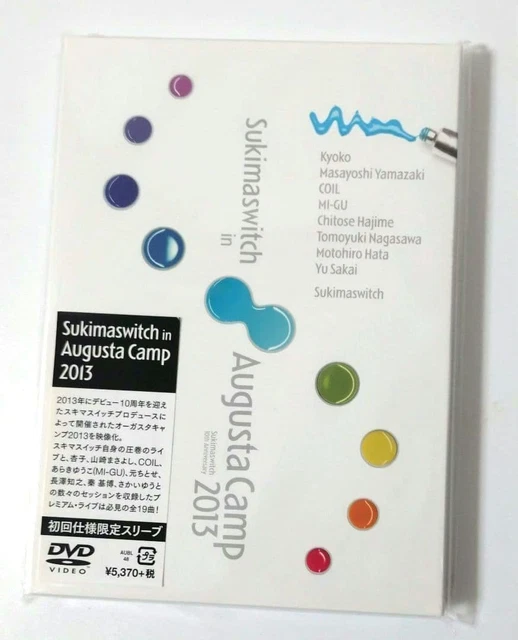 Sukimaswitch
in
Augusta Camp
2013
Sukimaswitch
10th Anniversary
Kyoko
Masayoshi Yamazaki
COIL
MI-GU
Chitose Hajime
Tomoyuki Nagasawa
Motohiro Hata
Yu Sakai
Sukimaswitch
Sukimaswitch in
Augusta Camp
2013
2013年にデビュー10周年を迎え
たスキマスイッチプロデュースに
よって開催されたオーガスタキャ
ンプ2013を映像化。
スキマスイッチ自身の圧巻のライ
ブと、杏子、山崎まさよし、COIL、
あらきゆうこ(MI-GU)、元ちとせ、
長澤知之、秦 基博、さかいゆうと
の数々のセッションを収録したプ
レミアム・ライブは必見の全19曲!
初回仕様限定スリーブ
DVD
VIDEO
AUBL
46
プラ
¥5,370+税